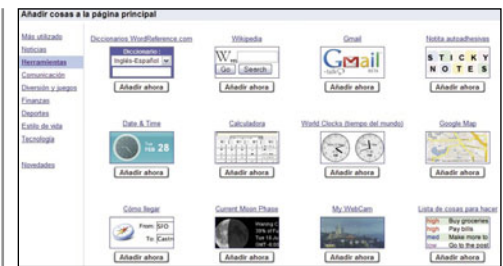 Añadir cosas a la página principal
Más utilizado
Noticias
Herramientas
Comunicación
Diversión y juegos
Finanzas
Deportes
Estilo de vida
Tecnología
Novedades
Diccionarios WordReference.com
Wikipedia
Gmail
Notita autoadhesivas
Diccionario:
Inglés-Español
W
Go Search
Gmail
STICKY
NOTES
Añadir ahora
Añadir ahora
Añadir ahora
Añadir ahora
Date & Time
Calculadora
World Clocks (tiempo del mundo)
Google Map
FEB 28
Añadir ahora
Añadir ahora
Añadir ahora
Añadir ahora
Cómo llegar
Current Moon Phase
My WebCam
Lista de cosas para hacer
From: SFO
To: Castr
Waning C
high Buy groceries
high Pay bills
med Make more to
low Go to the post
Añadir ahora
Añadir ahora
Añadir ahora
Añadir ahora